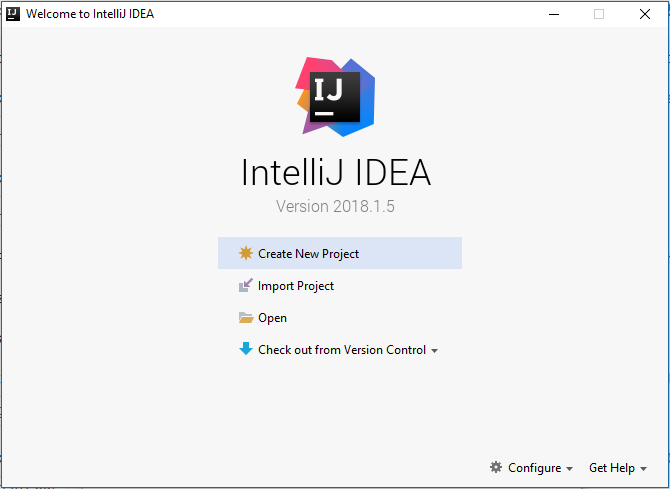 Welcome to IntelliJ IDEA
IJ
IntelliJ IDEA
Version 2018.1.5
Create New Project
Import Project
Open
Check out from Version Control
Configure Get Help